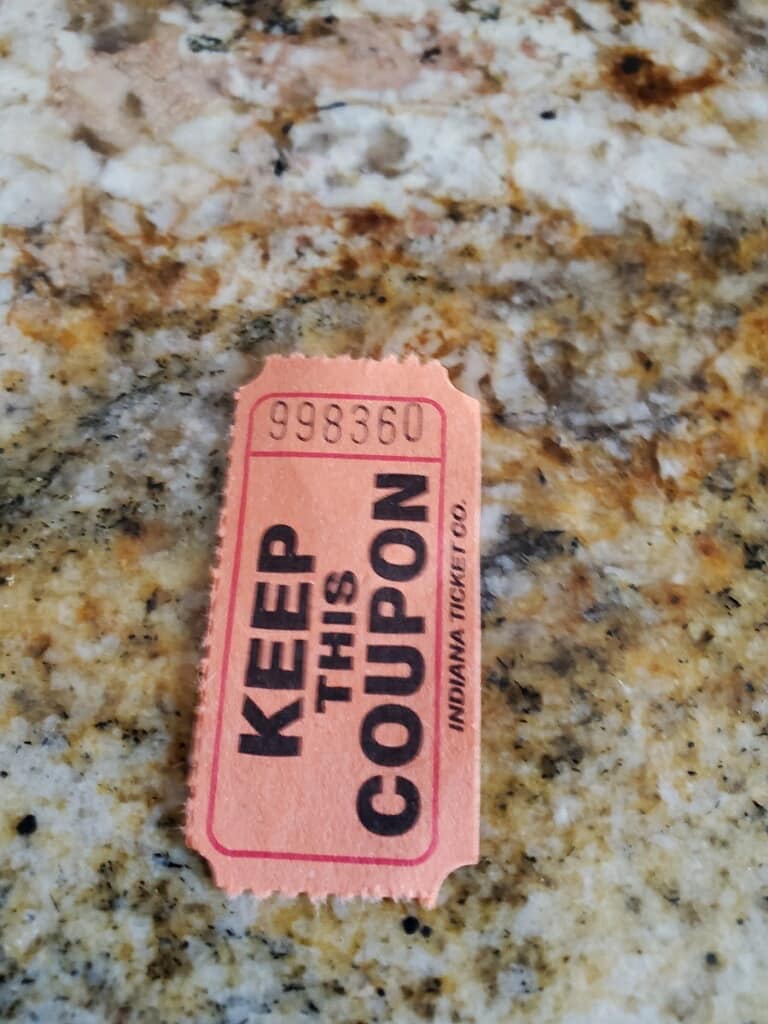 998360
KEEP
THIS
COUPON
INDIANA TICKET CO.